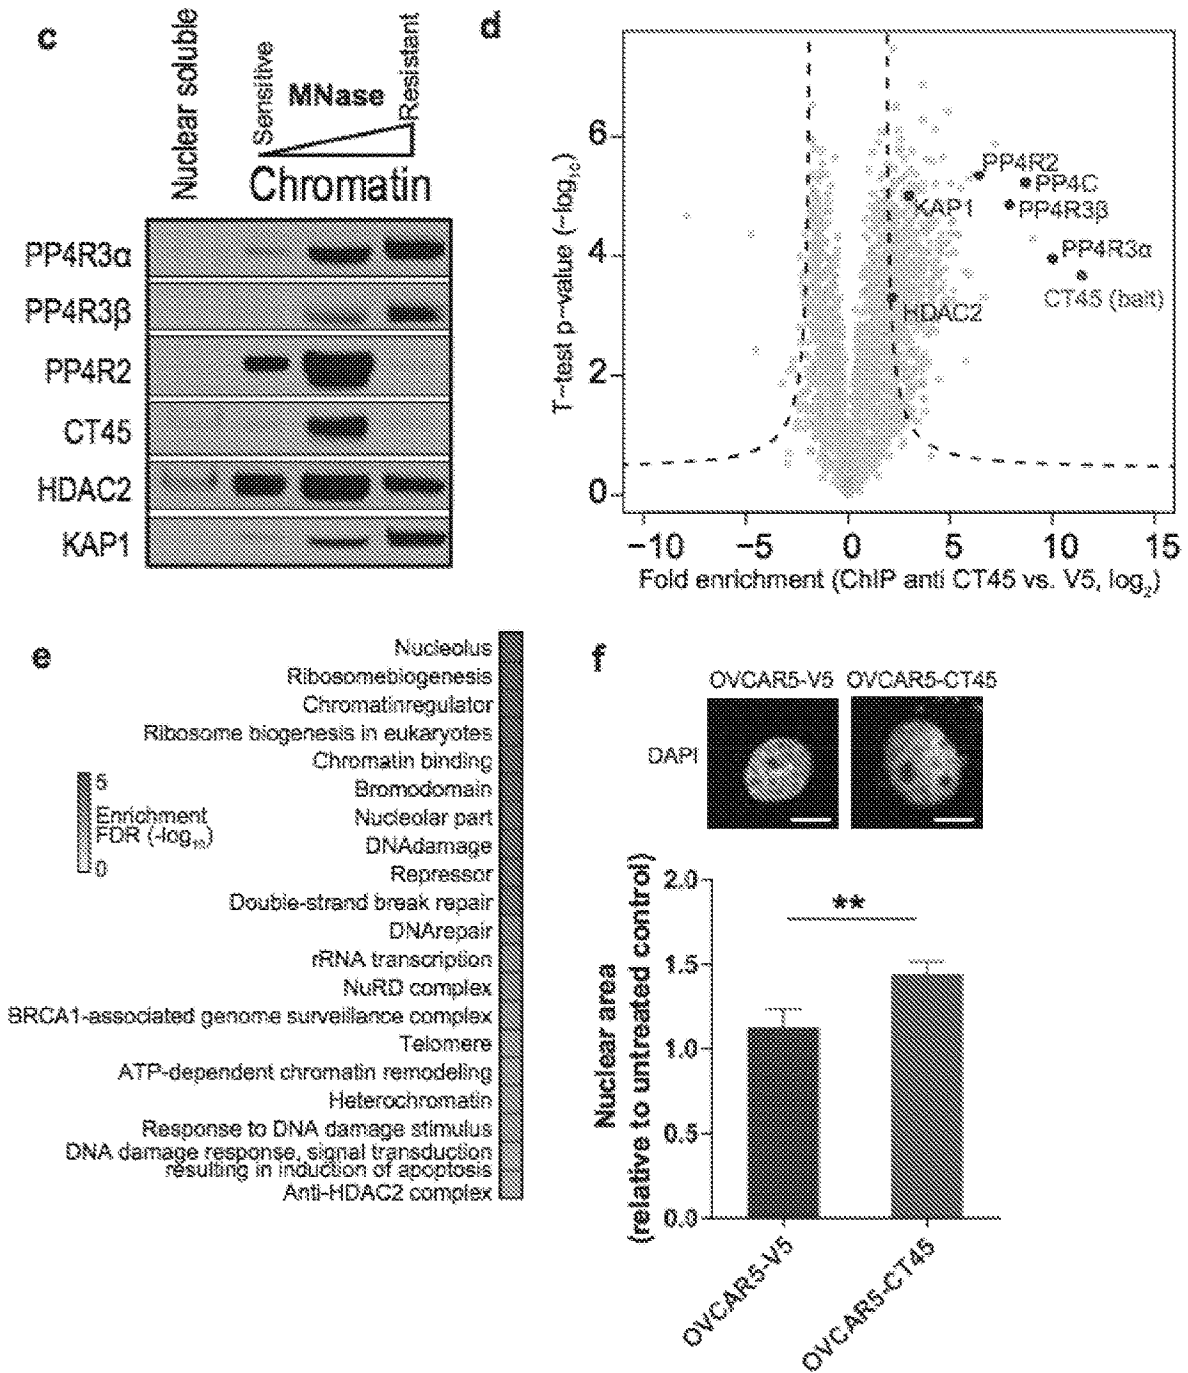 c
Nuclear soluble
Sensitive
MNase
Resistant
Chromatin
PP4R3α
PP4R3β
PP4R2
CT45
HDAC2
KAP1
d
T-test p-value (-log₁₀)
6
4
2
0
PP4R2
PP4C
KAP1
PP4R3β
PP4R3α
CT45 (bait)
HDAC2
-10 -5 0 5 10 15
Fold enrichment (ChIP anti CT45 vs. V5, log₂)
e
5
Enrichment
FDR (-log₁₀)
0
Nucleolus
Ribosomebiogenesis
Chromatinregulator
Ribosome biogenesis in eukaryotes
Chromatin binding
Bromodomain
Nucleolar part
DNAdamage
Repressor
Double-strand break repair
DNArepair
rRNA transcription
NuRD complex
BRCA1-associated genome surveillance complex
Telomere
ATP-dependent chromatin remodeling
Heterochromatin
Response to DNA damage stimulus
DNA damage response, signal transduction
resulting in induction of apoptosis
Anti-HDAC2 complex
f
OVCAR5-V5 OVCAR5-CT45
DAPI
Nuclear area
(relative to untreated control)
2.0
1.5
1.0
0.5
0.0
**
OVCAR5-V5
OVCAR5-CT45